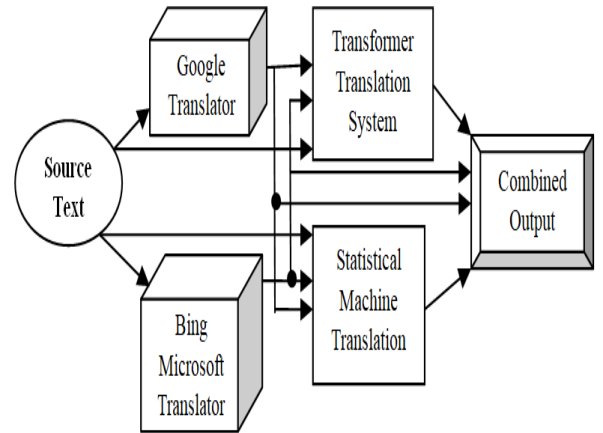 Source
Text
Google
Translator
Bing
Microsoft
Translator
Transformer
Translation
System
Statistical
Machine
Translation
Combined
Output